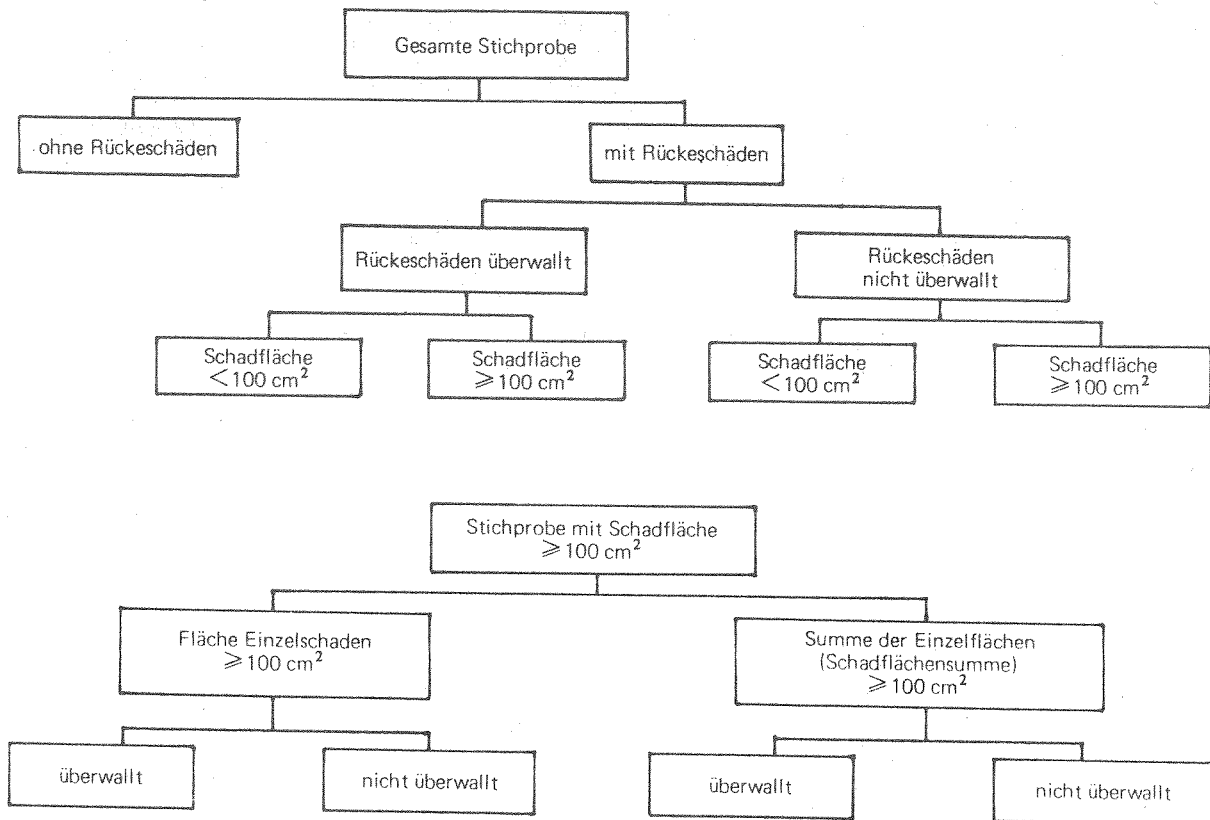 Gesamte Stichprobe
ohne Rückeschäden
mit Rückeschäden
Rückeschäden überwallt
Rückeschäden
nicht überwallt
Schadfläche
<100 cm²
Schadfläche
⩾100 cm²
Schadfläche
<100 cm²
Schadfläche
⩾100 cm²
Stichprobe mit Schadfläche
⩾100 cm²
Fläche Einzelschaden
⩾100 cm²
Summe der Einzelflächen
(Schadflächensumme)
⩾100 cm²
überwallt
nicht überwallt
überwallt
nicht überwallt